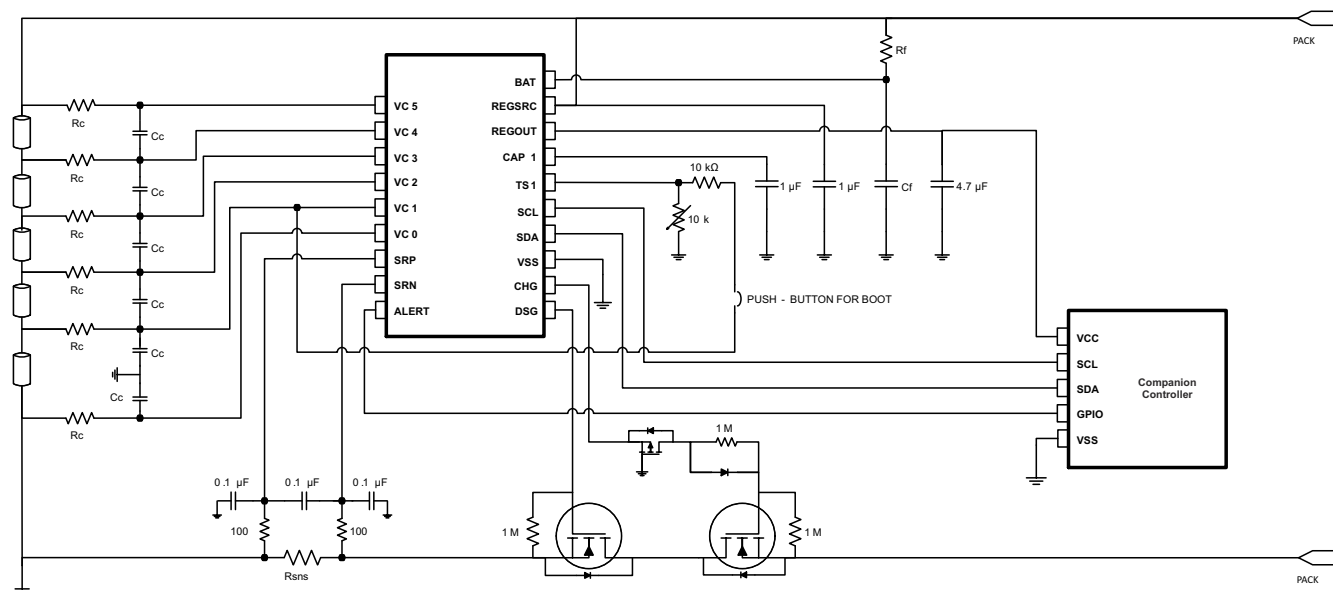 PACK
Rf
BAT
VC 5
REGSRC
Rc
Cc
VC 4
REGOUT
Rc
VC 3
CAP 1
10 kΩ
1 µF
1 µF
Cf
4.7 µF
Cc
VC 2
TS1
Rc
VC 1
SCL
10 k
Cc
VC 0
SDA
Rc
SRP
VSS
Cc
SRN
CHG
PUSH - BUTTON FOR BOOT
ALERT
DSG
Rc
Cc
VCC
SCL
Companion
Controller
SDA
Cc
GPIO
Rc
1 M
VSS
0.1 µF
0.1 µF
0.1 µF
100
100
1 M
1 M
Rsns
PACK